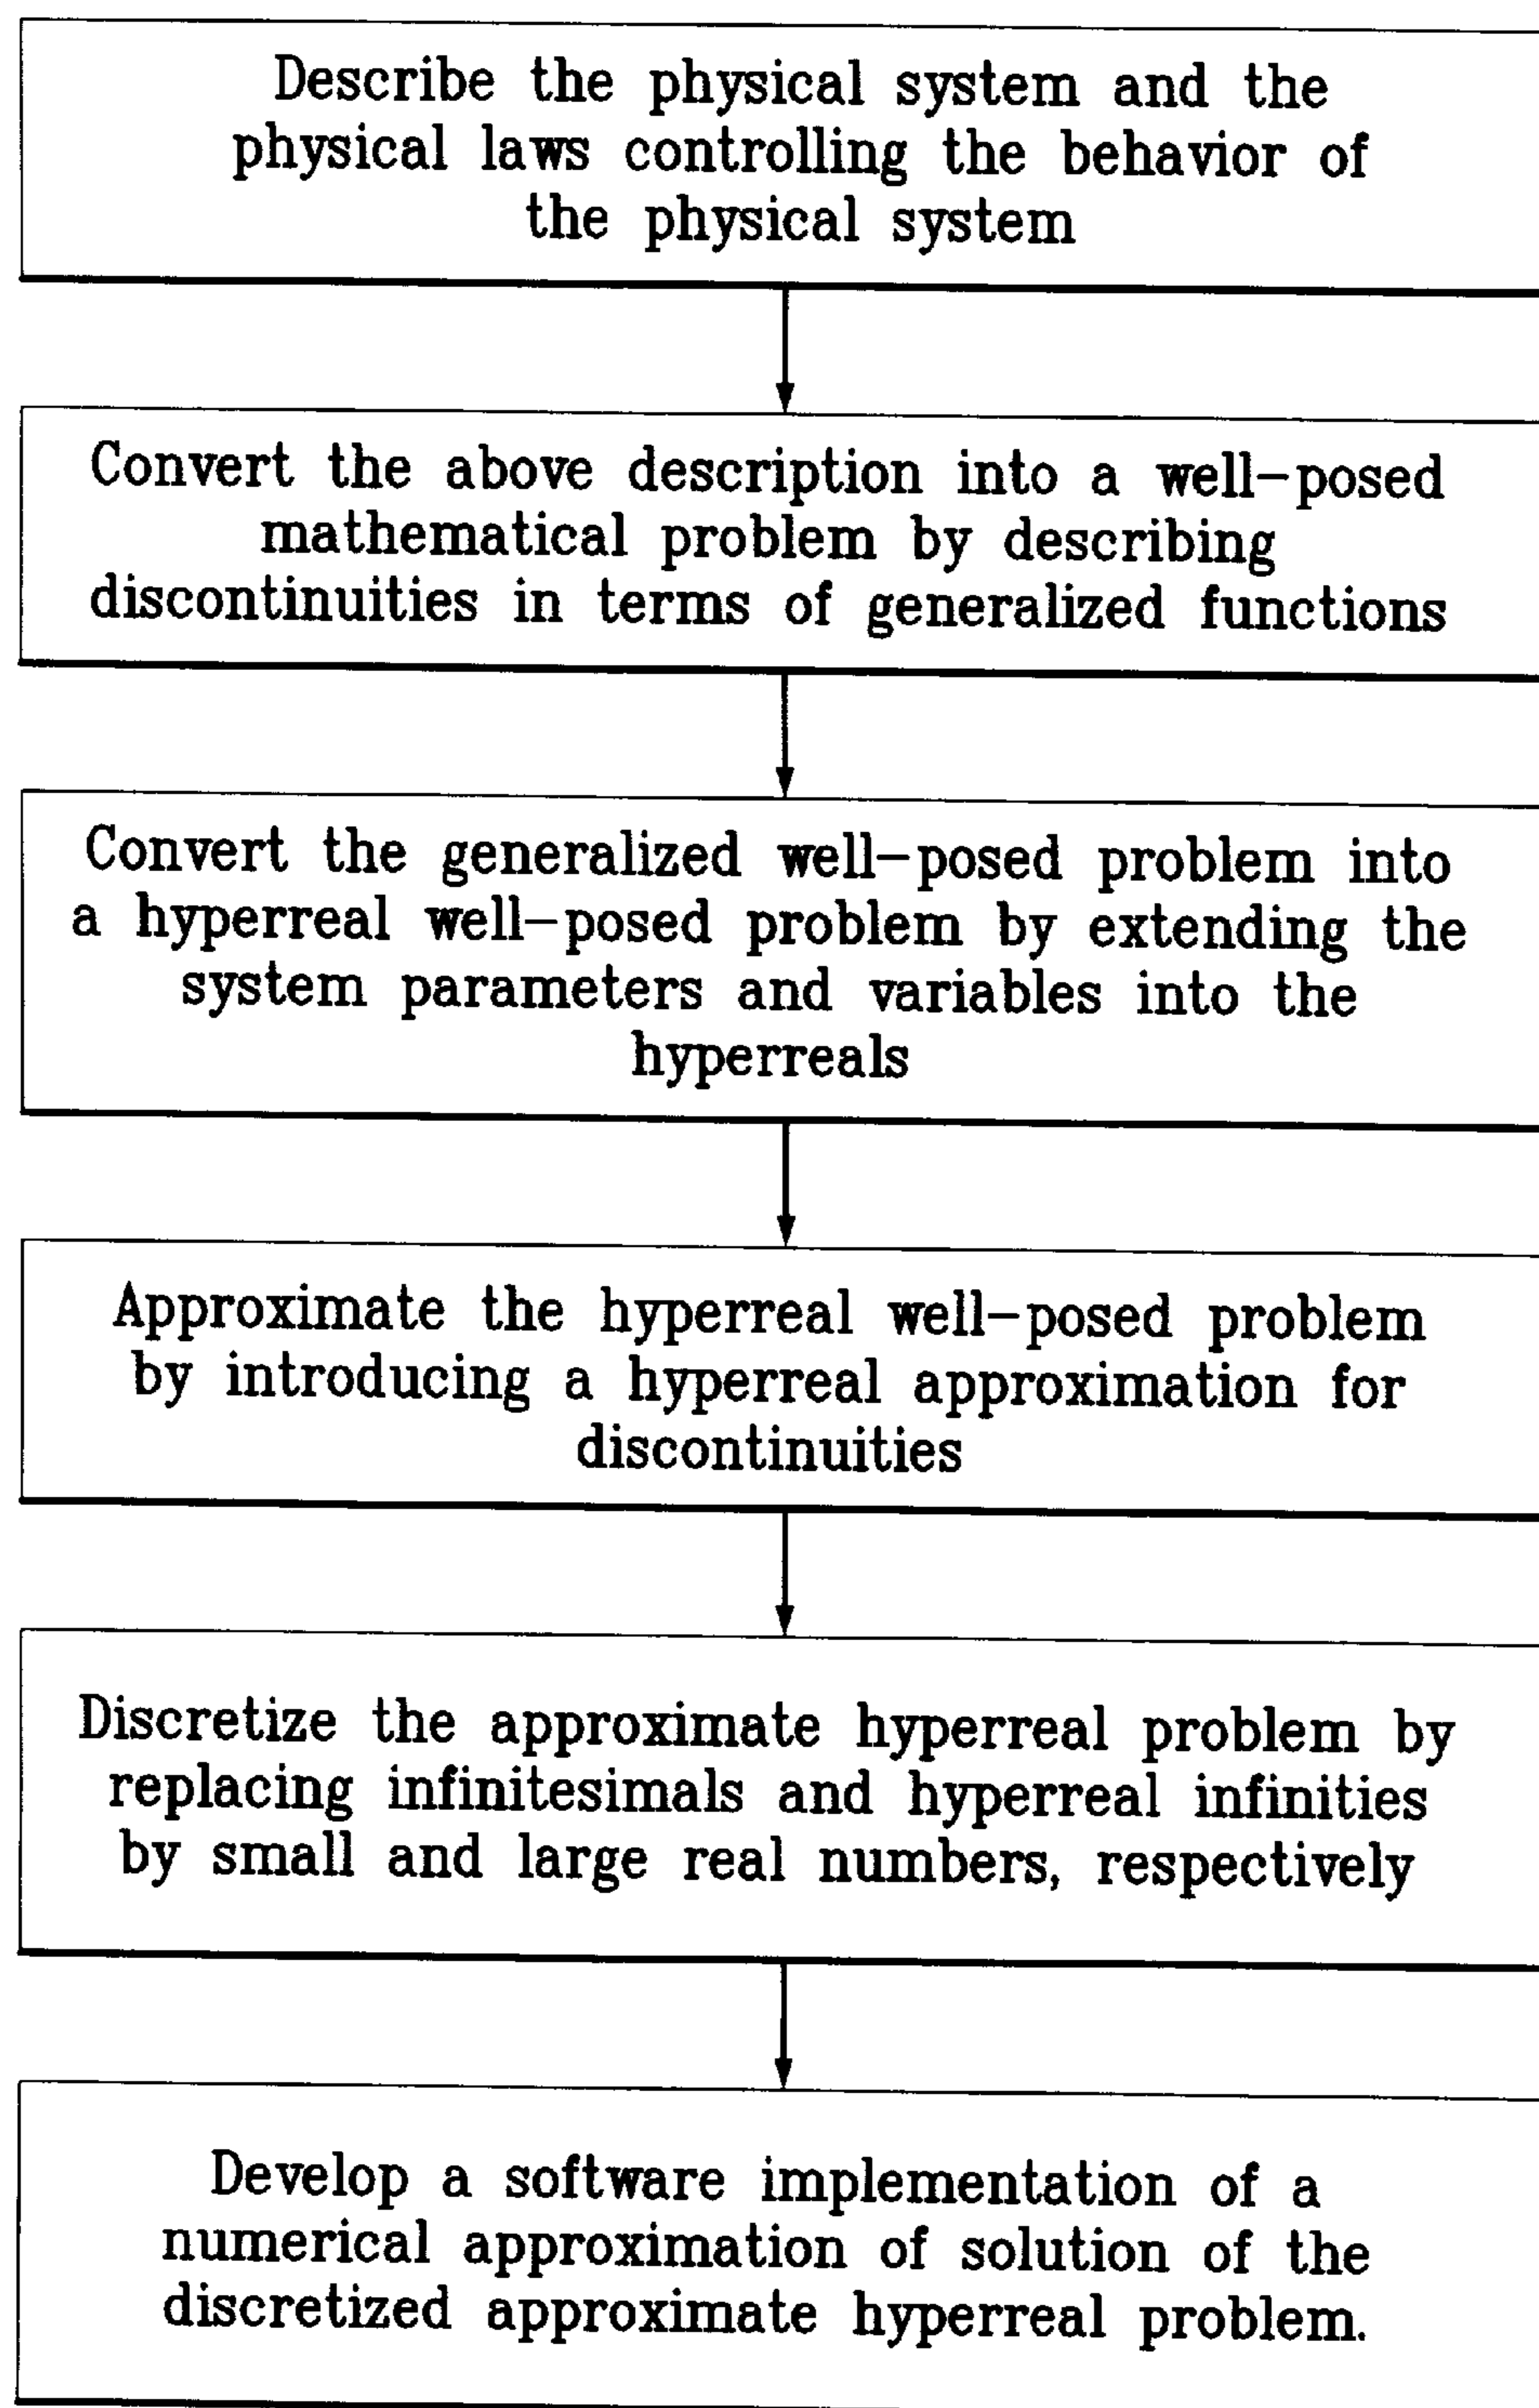 Describe the physical system and the
physical laws controlling the behavior of
the physical system
Convert the above description into a well-posed
mathematical problem by describing
discontinuities in terms of generalized functions
Convert the generalized well-posed problem into
a hyperreal well-posed problem by extending the
system parameters and variables into the
hyperreals
Approximate the hyperreal well-posed problem
by introducing a hyperreal approximation for
discontinuities
Discretize the approximate hyperreal problem by
replacing infinitesimals and hyperreal infinities
by small and large real numbers, respectively
Develop a software implementation of a
numerical approximation of solution of the
discretized approximate hyperreal problem.